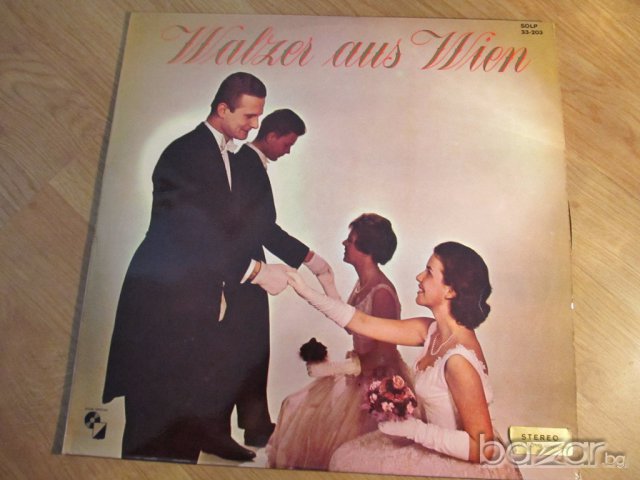 Walzer aus Wien
SOLP
33-203
STEREO
bazar.bg